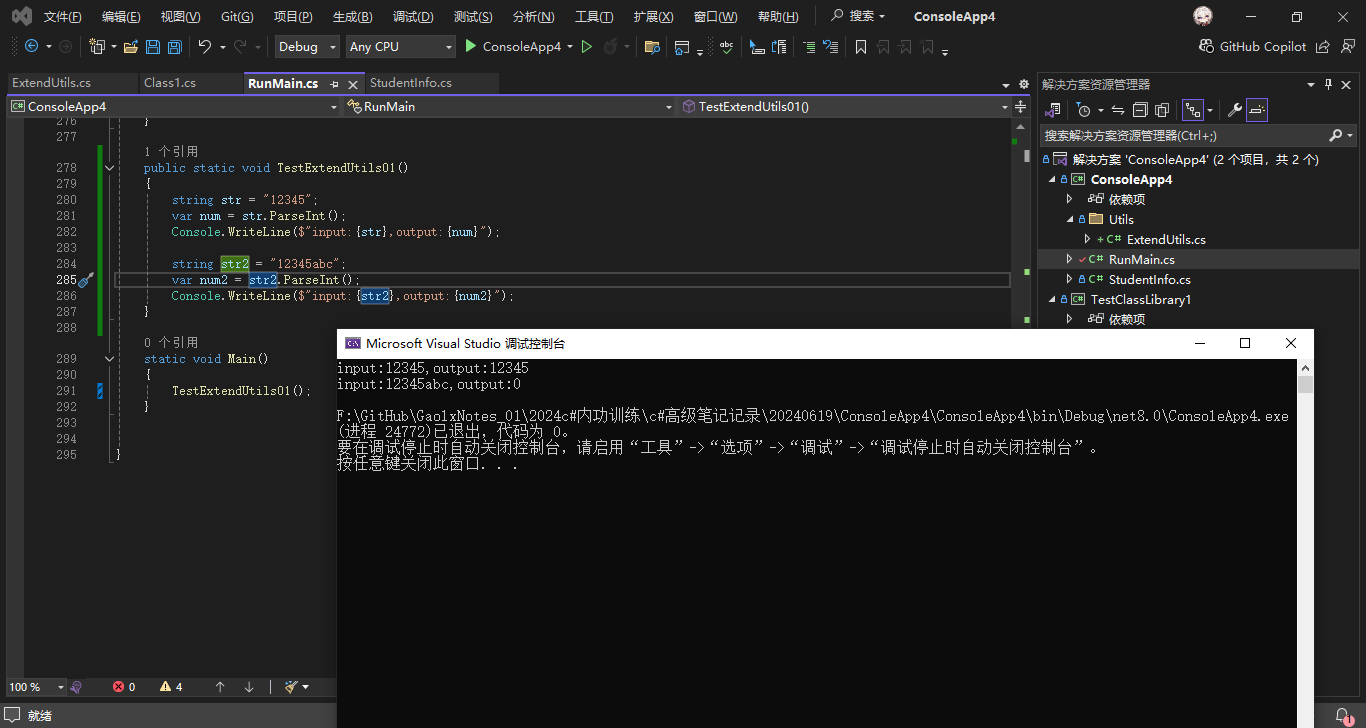 文件(F) 编辑(E) 视图(V) Git(G) 项目(P) 生成(B) 调试(D) 测试(S) 分析(N) 工具(T) 扩展(X) 窗口(W) 帮助(H) 搜索 ConsoleApp4
Debug Any CPU ConsoleApp4 abc GitHub Copilot
ExtendUtils.cs Class1.cs RunMain.cs StudentInfo.cs
ConsoleApp4 RunMain TestExtendUtils01()
276 }
277
1 个引用
278 public static void TestExtendUtils01()
279 {
280 string str = "12345";
281 var num = str.ParseInt();
282 Console.WriteLine($"input:{str},output:{num}");
283
284 string str2 = "12345abc";
285 var num2 = str2.ParseInt();
286 Console.WriteLine($"input:{str2},output:{num2}");
287 }
288
0 个引用
289 static void Main()
290 {
291 TestExtendUtils01();
292 }
293
294
295 }
100 % 0 4
就绪
解决方案资源管理器
搜索解决方案资源管理器(Ctrl+;)
解决方案 'ConsoleApp4' (2 个项目，共 2 个)
C# ConsoleApp4
依赖项
Utils
+ C# ExtendUtils.cs
C# RunMain.cs
C# StudentInfo.cs
C# TestClassLibrary1
依赖项
Microsoft Visual Studio 调试控制台
input:12345,output:12345
input:12345abc,output:0
F:\GitHub\GaolxNotes_01\2024c#内功训练\c#高级笔记记录\20240619\ConsoleApp4\ConsoleApp4\bin\Debug\net8.0\ConsoleApp4.exe
(进程 24772)已退出，代码为 0。
要在调试停止时自动关闭控制台，请启用“工具”->“选项”->“调试”->“调试停止时自动关闭控制台”。
按任意键关闭此窗口. . .
1